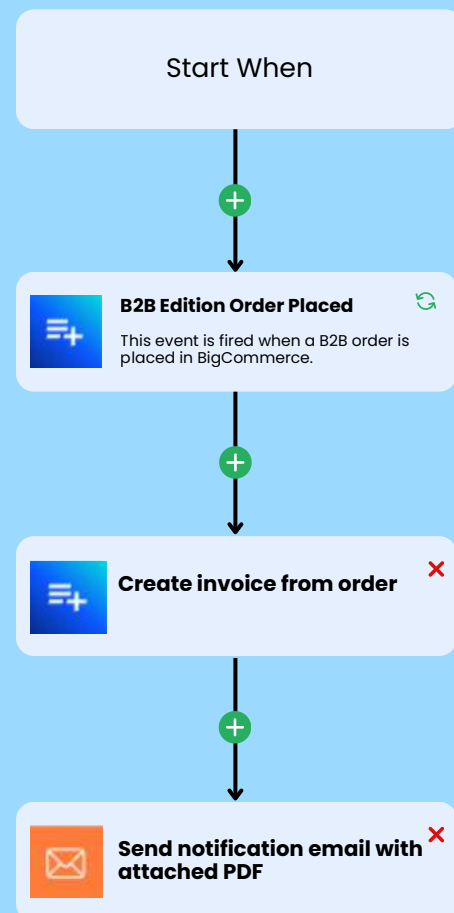 Start When
B2B Edition Order Placed
This event is fired when a B2B order is
placed in BigCommerce.
Create invoice from order
Send notification email with
attached PDF